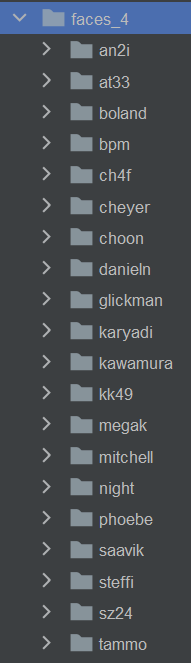 faces_4
an2i
at33
boland
bpm
ch4f
cheyer
choon
danieln
glickman
karyadi
kawamura
kk49
megak
mitchell
night
phoebe
saavik
steffi
sz24
tammo